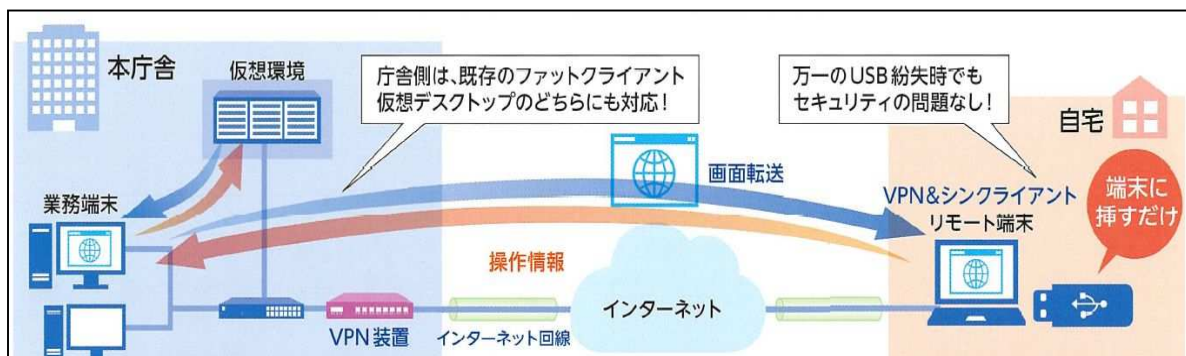 本庁舎
仮想環境
庁舎側は、既存のファットクライアント
仮想デスクトップのどちらにも対応！
万一のUSB紛失時でも
セキュリティの問題なし！
自宅
画面転送
業務端末
VPN&シンクライアント
リモート端末
端末に
挿すだけ
操作情報
インターネット
VPN装置
インターネット回線